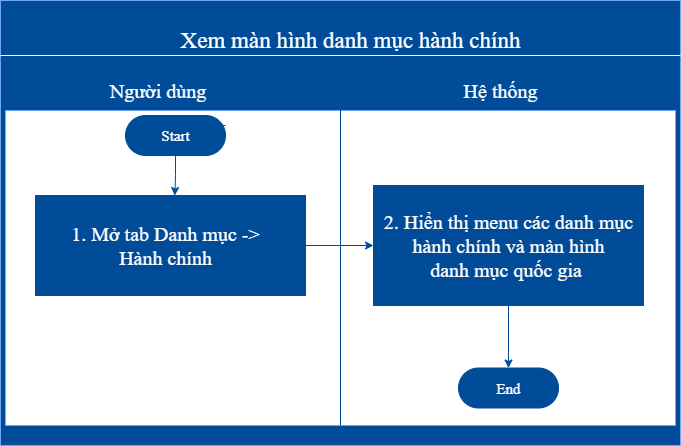 Xem màn hình danh mục hành chính
Người dùng
Hệ thống
Start
1. Mở tab Danh mục ->
Hành chính
2. Hiển thị menu các danh mục
hành chính và màn hình
danh mục quốc gia
End